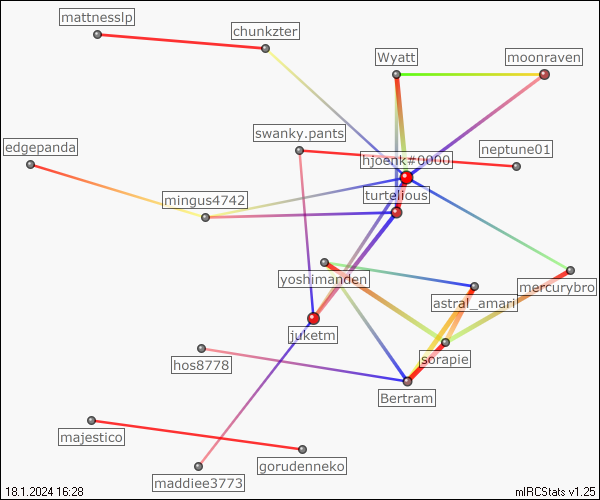 mattnesslp
chunkzter
Wyatt
moonraven
swanky.pants
edgepanda
neptune01
hjoenk#0000
mingus4742
turtelious
yoshimanden
mercurybro
astral_amari
juketm
sorapie
hos8778
Bertram
majestico
gorudenneko
maddiee3773
18.1.2024 16:28
mIRCStats v1.25